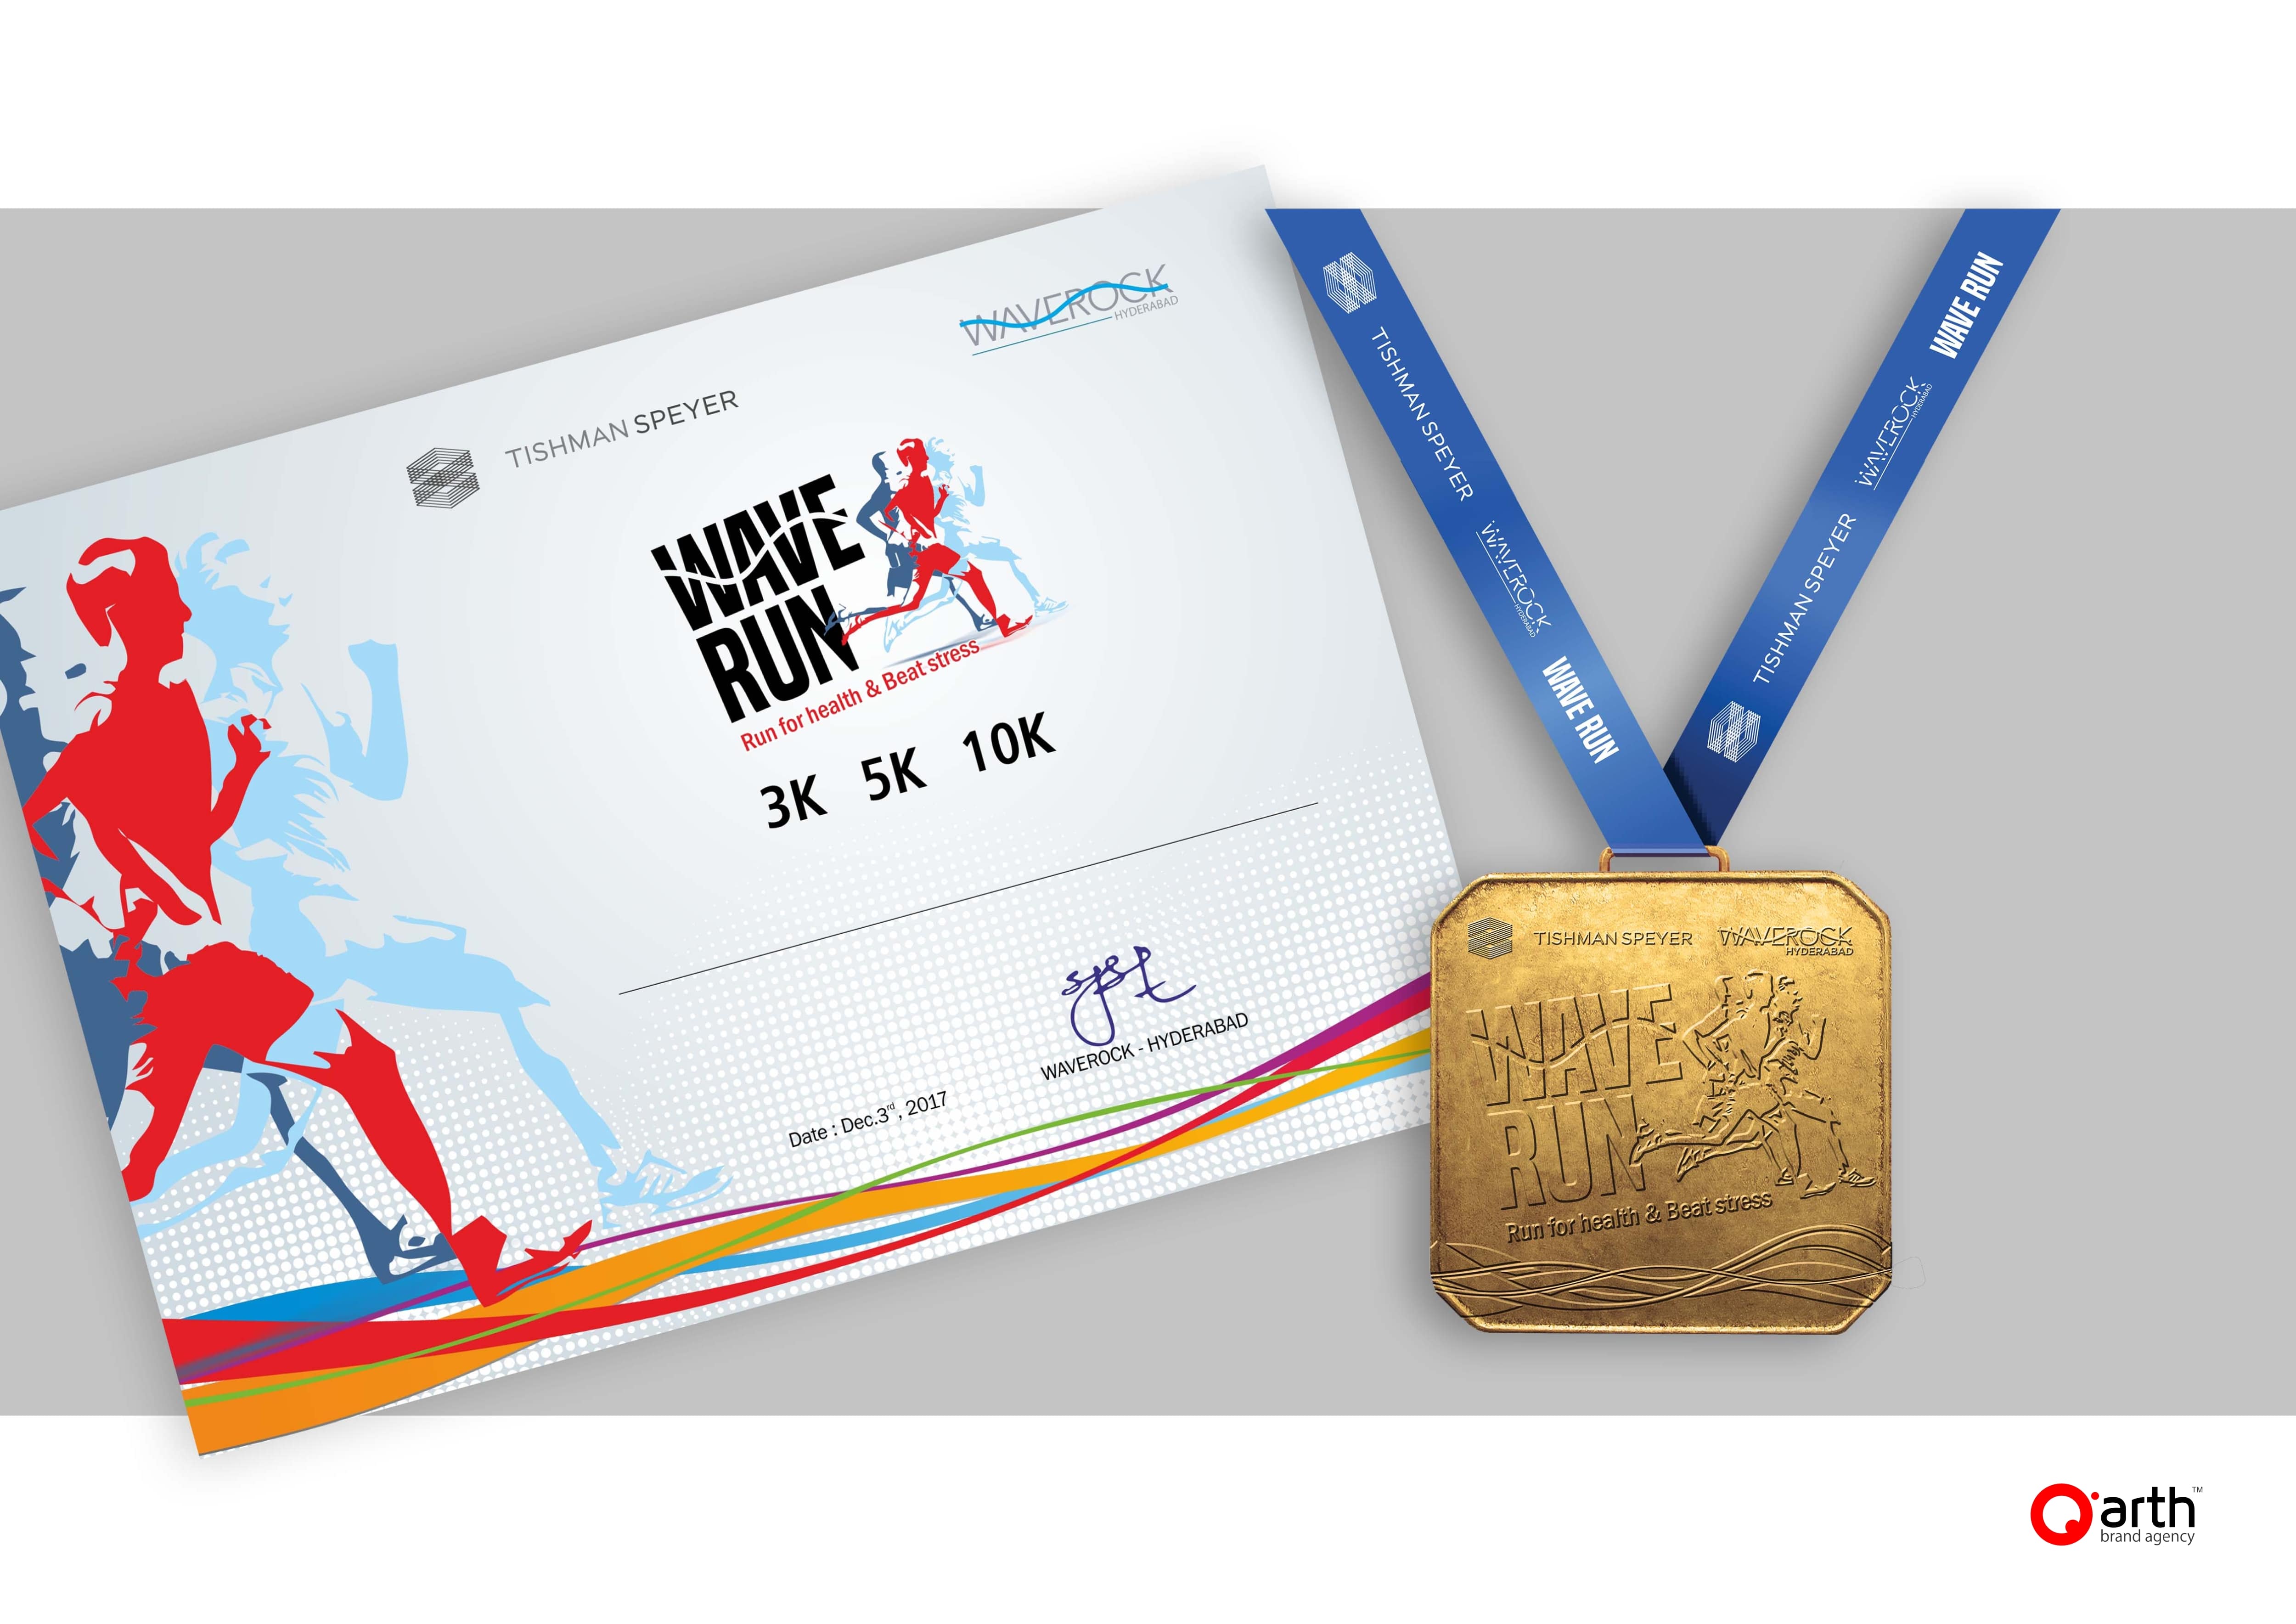 WAVEROCK
HYDERABAD
TISHMAN SPEYER
WAVE
RUN
Run for health & Beat stress
3K 5K 10K
WAVEROCK - HYDERABAD
Date : Dec.3rd, 2017
TISHMAN SPEYER
WAVEROCK
HYDERABAD
WAVE RUN
WAVE RUN
WAVEROCK
HYDERABAD
TISHMAN SPEYER
TISHMAN SPEYER WAVEROCK
HYDERABAD
WAVE
RUN
Run for health & Beat stress
Q'arth™
brand agency